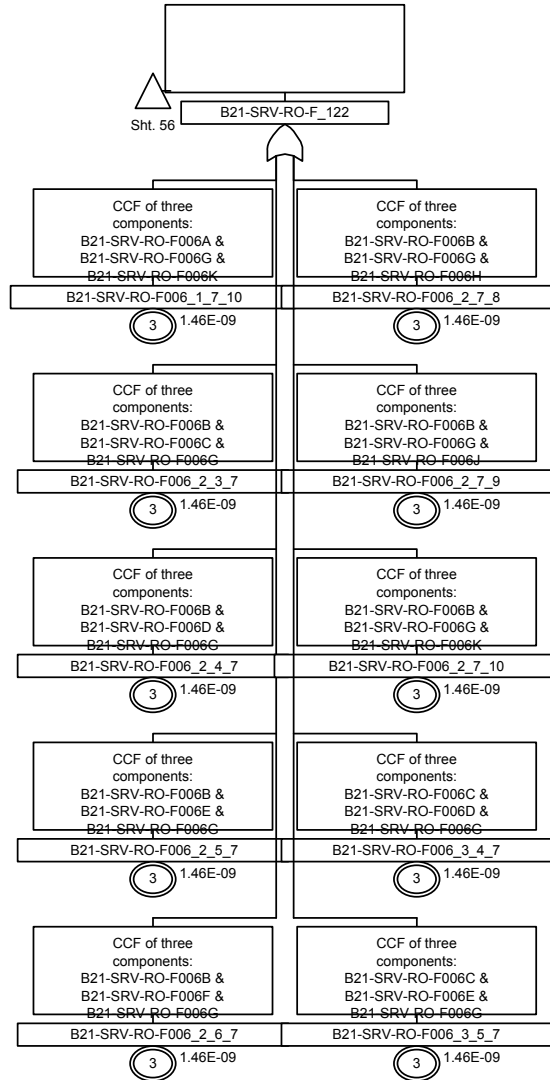 Sht. 56
B21-SRV-RO-F_122
CCF of three
components:
B21-SRV-RO-F006A &
B21-SRV-RO-F006G &
B21-SRV-RO-F006K
B21-SRV-RO-F006_1_7_10
3
1.46E-09
CCF of three
components:
B21-SRV-RO-F006B &
B21-SRV-RO-F006G &
B21-SRV-RO-F006H
B21-SRV-RO-F006_2_7_8
3
1.46E-09
CCF of three
components:
B21-SRV-RO-F006B &
B21-SRV-RO-F006C &
B21-SRV-RO-F006G
B21-SRV-RO-F006_2_3_7
3
1.46E-09
CCF of three
components:
B21-SRV-RO-F006B &
B21-SRV-RO-F006G &
B21-SRV-RO-F006J
B21-SRV-RO-F006_2_7_9
3
1.46E-09
CCF of three
components:
B21-SRV-RO-F006B &
B21-SRV-RO-F006D &
B21-SRV-RO-F006G
B21-SRV-RO-F006_2_4_7
3
1.46E-09
CCF of three
components:
B21-SRV-RO-F006B &
B21-SRV-RO-F006G &
B21-SRV-RO-F006K
B21-SRV-RO-F006_2_7_10
3
1.46E-09
CCF of three
components:
B21-SRV-RO-F006B &
B21-SRV-RO-F006E &
B21-SRV-RO-F006G
B21-SRV-RO-F006_2_5_7
3
1.46E-09
CCF of three
components:
B21-SRV-RO-F006C &
B21-SRV-RO-F006D &
B21-SRV-RO-F006G
B21-SRV-RO-F006_3_4_7
3
1.46E-09
CCF of three
components:
B21-SRV-RO-F006B &
B21-SRV-RO-F006F &
B21-SRV-RO-F006G
B21-SRV-RO-F006_2_6_7
3
1.46E-09
CCF of three
components:
B21-SRV-RO-F006C &
B21-SRV-RO-F006E &
B21-SRV-RO-F006G
B21-SRV-RO-F006_3_5_7
3
1.46E-09